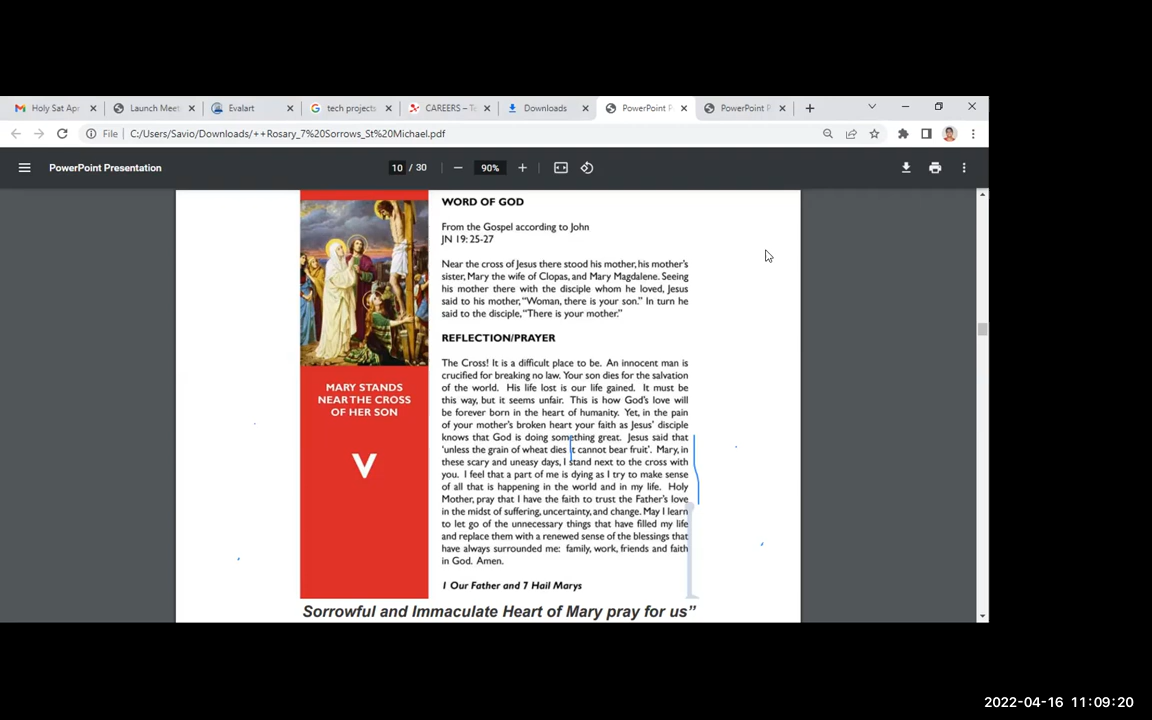 Holy Sat Apr
Launch Meet
Evalart
tech projects
CAREERS – T
Downloads
PowerPoint P
PowerPoint P
File C:/Users/Savio/Downloads/++Rosary_7%20Sorrows_St%20Michael.pdf
PowerPoint Presentation
10 / 30
90%
WORD OF GOD
From the Gospel according to John
JN 19: 25-27
Near the cross of Jesus there stood his mother, his mother's
sister, Mary the wife of Clopas, and Mary Magdalene. Seeing
his mother there with the disciple whom he loved, Jesus
said to his mother, "Woman, there is your son." In turn he
said to the disciple, "There is your mother."
REFLECTION/PRAYER
The Cross! It is a difficult place to be. An innocent man is
crucified for breaking no law. Your son dies for the salvation
of the world. His life lost is our life gained. It must be
this way, but it seems unfair. This is how God's love will
be forever born in the heart of humanity. Yet, in the pain
of your mother's broken heart your faith as Jesus' disciple
knows that God is doing something great. Jesus said that
'unless the grain of wheat dies it cannot bear fruit'. Mary, in
these scary and uneasy days, I stand next to the cross with
you. I feel that a part of me is dying as I try to make sense
of all that is happening in the world and in my life. Holy
Mother, pray that I have the faith to trust the Father's love
in the midst of suffering, uncertainty, and change. May I learn
to let go of the unnecessary things that have filled my life
and replace them with a renewed sense of the blessings that
have always surrounded me: family, work, friends and faith
in God. Amen.
1 Our Father and 7 Hail Marys
MARY STANDS
NEAR THE CROSS
OF HER SON
V
Sorrowful and Immaculate Heart of Mary pray for us"
2022-04-16 11:09:20